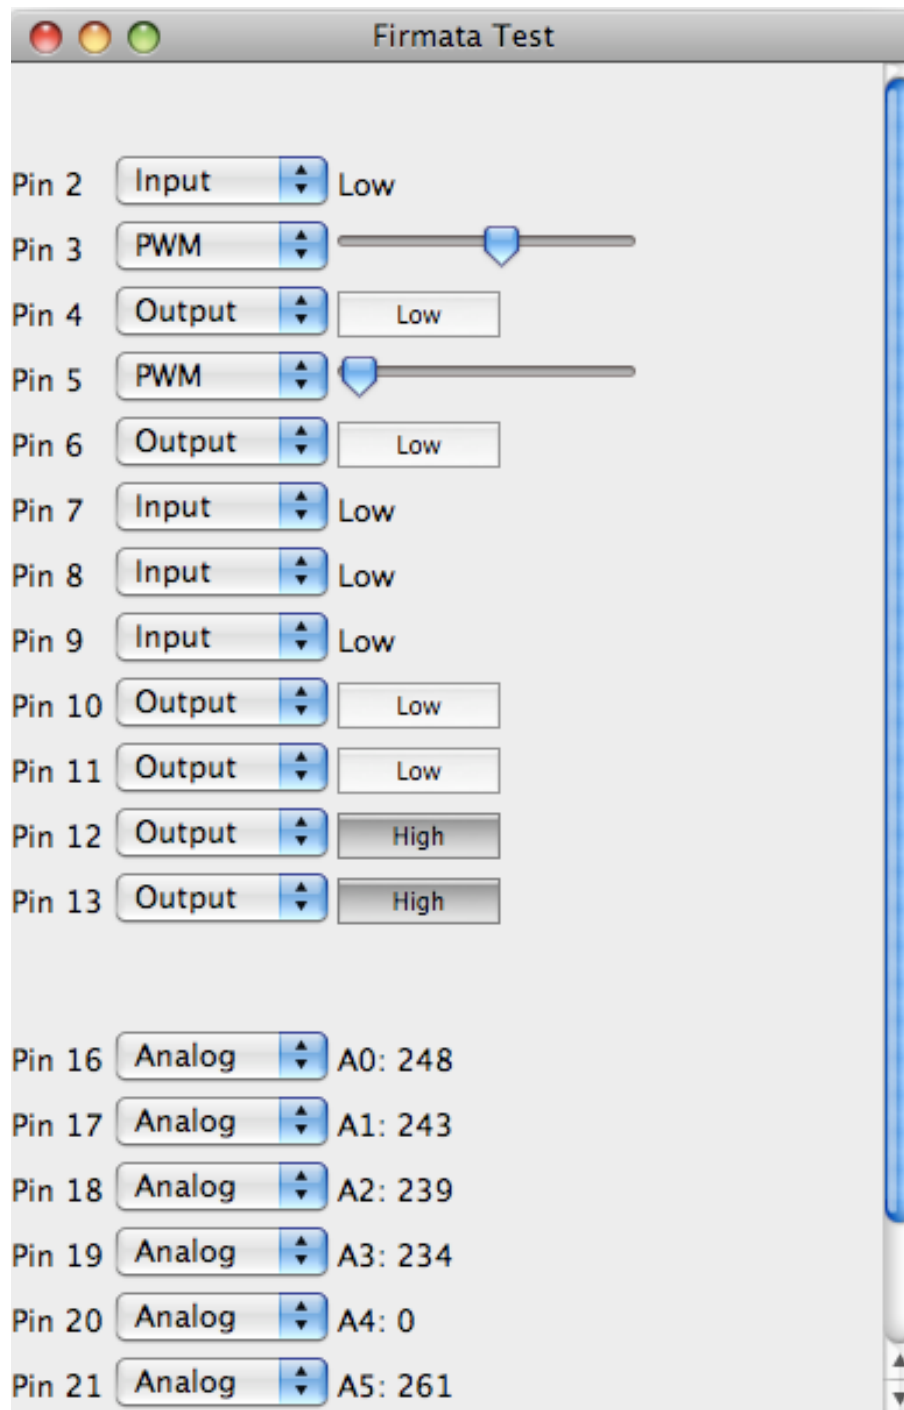 Firmata Test
Pin 2 Input Low
Pin 3 PWM
Pin 4 Output Low
Pin 5 PWM
Pin 6 Output Low
Pin 7 Input Low
Pin 8 Input Low
Pin 9 Input Low
Pin 10 Output Low
Pin 11 Output Low
Pin 12 Output High
Pin 13 Output High
Pin 16 Analog A0: 248
Pin 17 Analog A1: 243
Pin 18 Analog A2: 239
Pin 19 Analog A3: 234
Pin 20 Analog A4: 0
Pin 21 Analog A5: 261